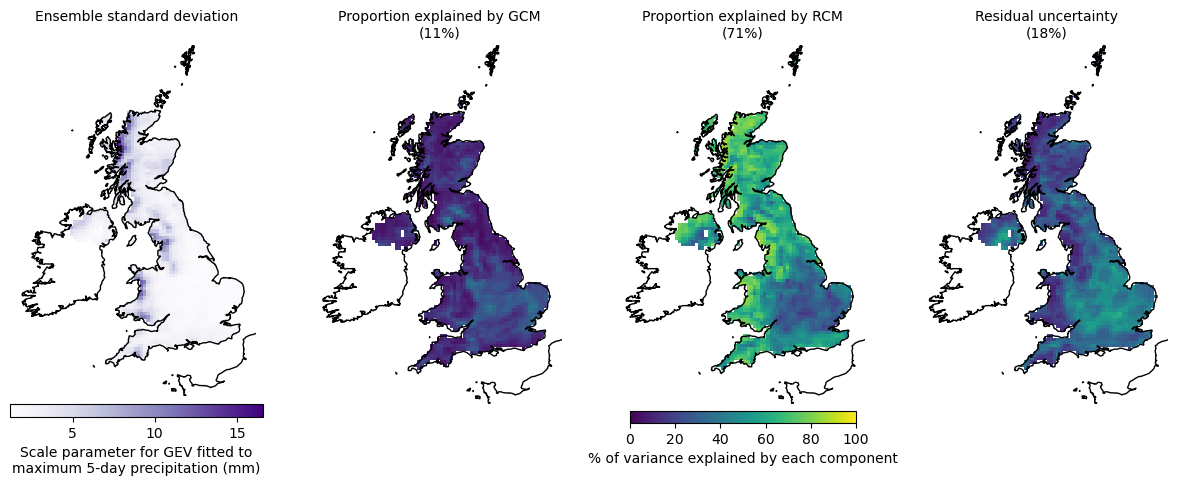 Ensemble standard deviation
Proportion explained by GCM
(11%)
Proportion explained by RCM
(71%)
Residual uncertainty
(18%)
5 10 15
Scale parameter for GEV fitted to
maximum 5-day precipitation (mm)
0 20 40 60 80 100
% of variance explained by each component